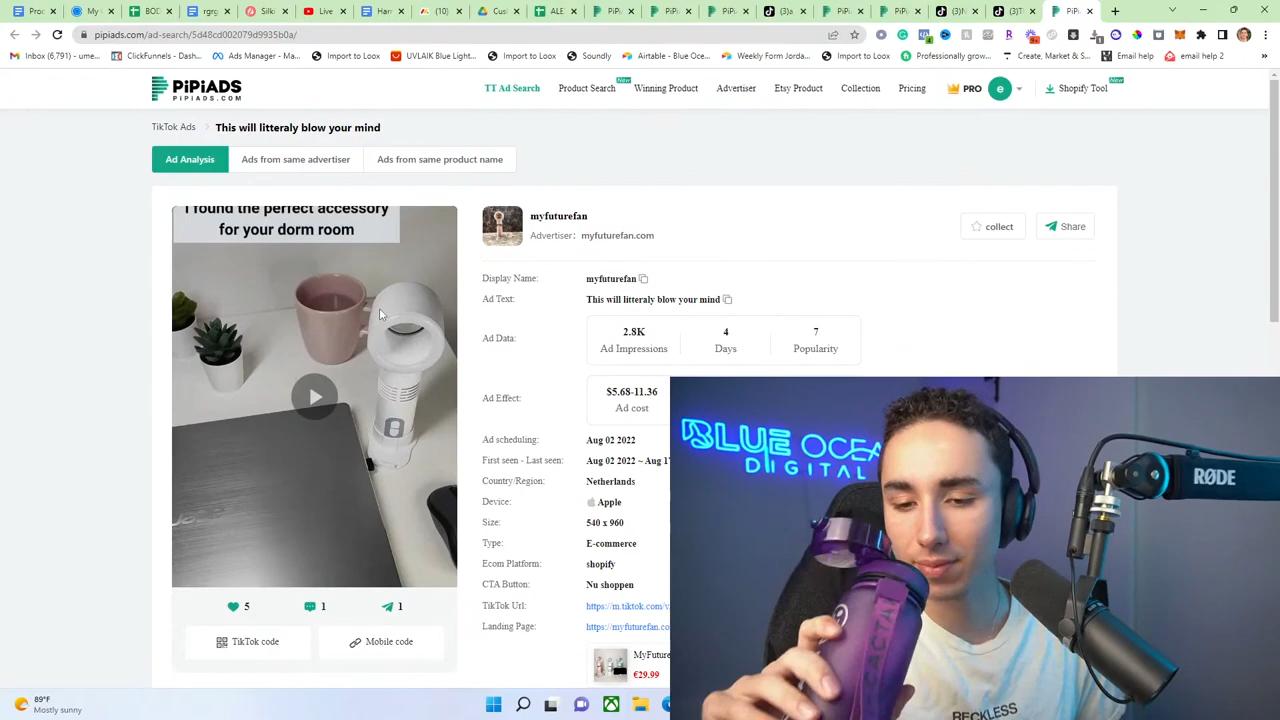 Inbox (6,791) - ume...
ClickFunnels - Dash...
Ads Manager - Ma...
Import to Loox
UVLAIK Blue Light...
Import to Loox
Soundly
Airtable - Blue Oce...
Weekly Form Jorda...
Import to Loox
Professionally grow...
Create, Market & S...
Email help
email help 2
pipiads.com/ad-search/5d48cd002079d9935b0a/
PiPiADS
PIPIADS.COM
TT Ad Search
Product Search
New
Winning Product
Advertiser
Etsy Product
Collection
Pricing
PRO
e
Shopify Tool
New
TikTok Ads > This will litteraly blow your mind
Ad Analysis
Ads from same advertiser
Ads from same product name
I found the perfect accessory
for your dorm room
5
1
1
TikTok code
Mobile code
myfuturefan
Advertiser: myfuturefan.com
collect
Share
Display Name: myfuturefan
Ad Text: This will litteraly blow your mind
Ad Data:
2.8K
Ad Impressions
4
Days
7
Popularity
Ad Effect:
$5.68-11.36
Ad cost
Ad scheduling: Aug 02 2022
First seen - Last seen: Aug 02 2022 ~ Aug 1
Country/Region: Netherlands
Device: Apple
Size: 540 x 960
Type: E-commerce
Ecom Platform: shopify
CTA Button: Nu shoppen
TikTok Url: https://m.tiktok.com/v
Landing Page: https://myfuturefan.co
MyFuture
€29.99
BLUE OCEA
DIGITAL
RØDE
RECKLESS
89°F
Mostly sunny